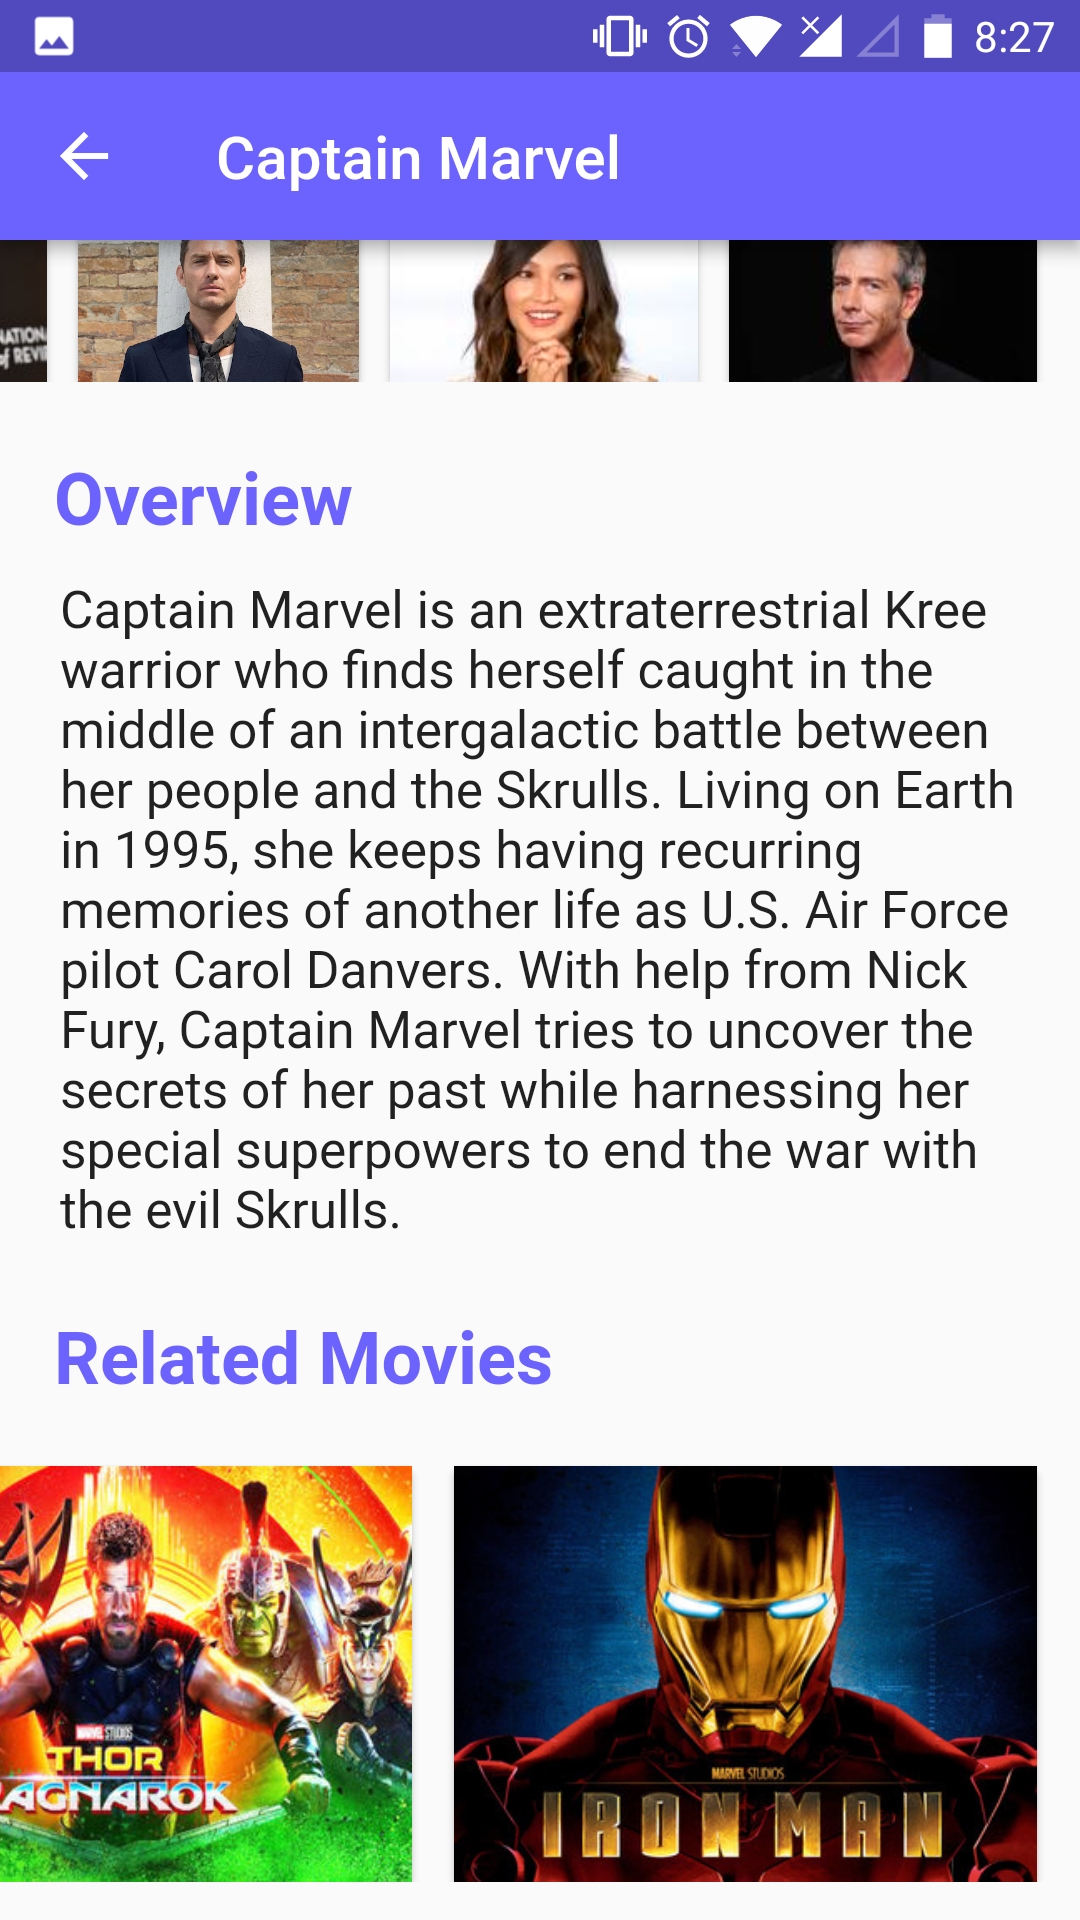 8:27
Captain Marvel
NATION
of REVI
Overview
Captain Marvel is an extraterrestrial Kree
warrior who finds herself caught in the
middle of an intergalactic battle between
her people and the Skrulls. Living on Earth
in 1995, she keeps having recurring
memories of another life as U.S. Air Force
pilot Carol Danvers. With help from Nick
Fury, Captain Marvel tries to uncover the
secrets of her past while harnessing her
special superpowers to end the war with
the evil Skrulls.
Related Movies
MARVEL STUDIOS
THOR
AGNAROK
MARVEL STUDIOS
IRON MAN